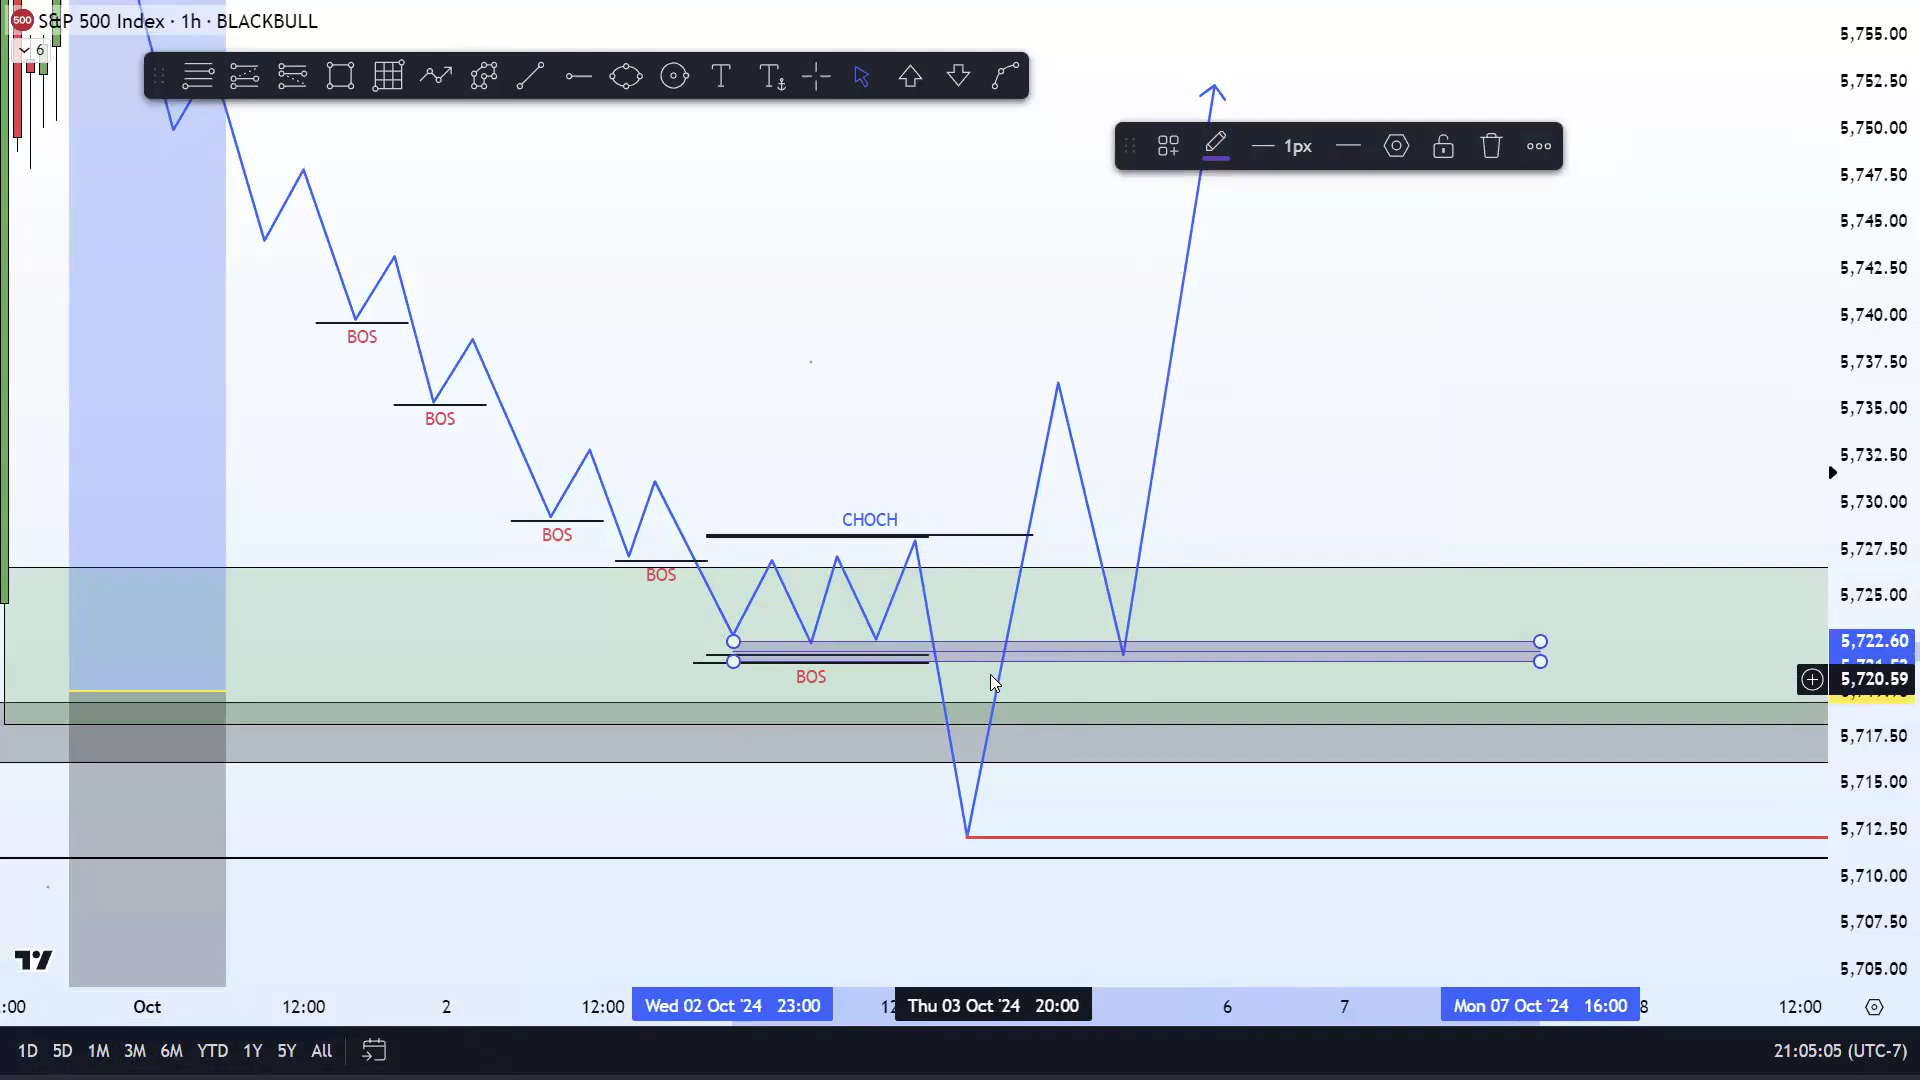 500 S&P 500 Index · 1h · BLACKBULL
6
1px
BOS
BOS
BOS
BOS
CHOCH
BOS
5,755.00
5,752.50
5,750.00
5,747.50
5,745.00
5,742.50
5,740.00
5,737.50
5,735.00
5,732.50
5,730.00
5,727.50
5,725.00
5,722.60
5,720.59
5,717.50
5,715.00
5,712.50
5,710.00
5,707.50
5,705.00
:00 Oct 12:00 2 12:00 Wed 02 Oct '24 23:00 12 Thu 03 Oct '24 20:00 6 7 Mon 07 Oct '24 16:00 8 12:00
1D 5D 1M 3M 6M YTD 1Y 5Y All 21:05:05 (UTC-7)